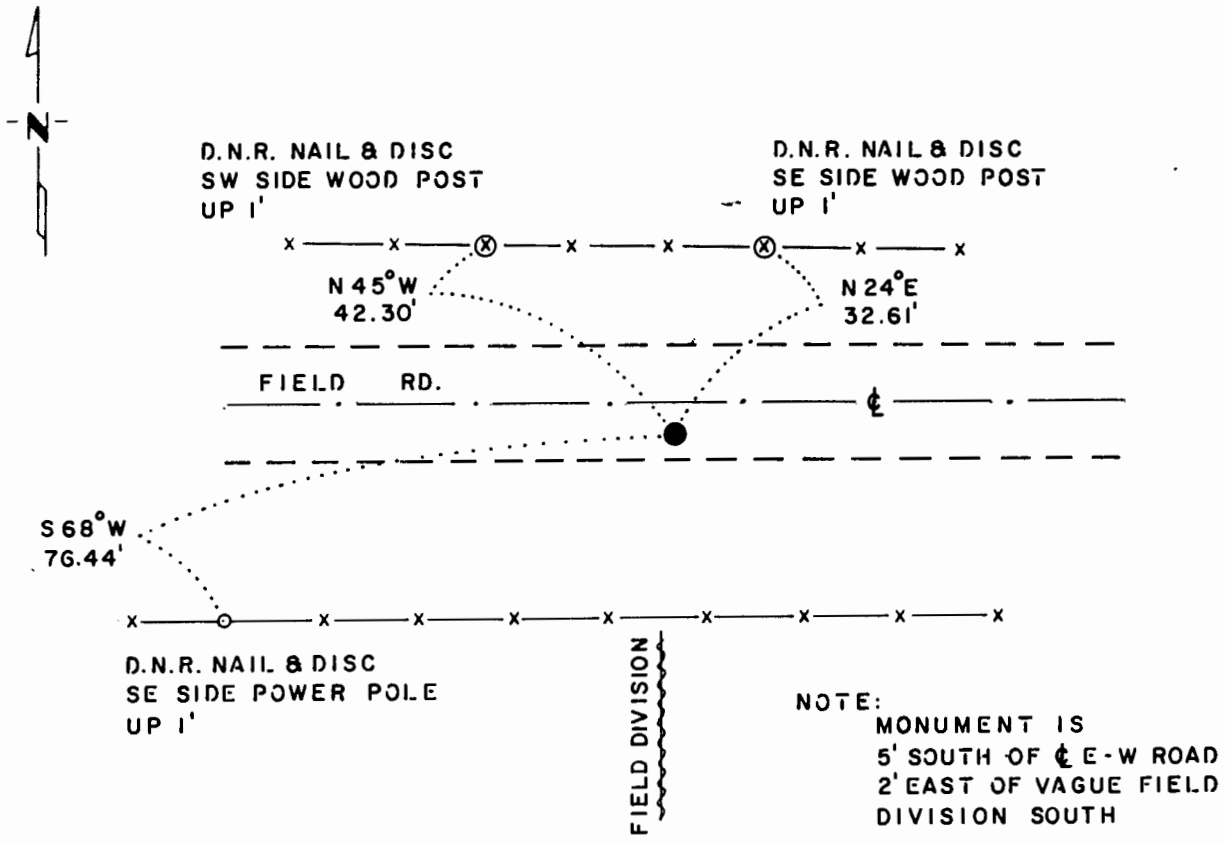 N
D.N.R. NAIL & DISC
SW SIDE WOOD POST
UP 1'
D.N.R. NAIL & DISC
SE SIDE WOOD POST
UP 1'
N 45° W
42.30'
N 24° E
32.61'
FIELD RD.
℄
S 68° W
76.44'
D.N.R. NAIL & DISC
SE SIDE POWER POLE
UP 1'
FIELD DIVISION
NOTE:
MONUMENT IS
5' SOUTH OF ℄ E-W ROAD
2' EAST OF VAGUE FIELD
DIVISION SOUTH